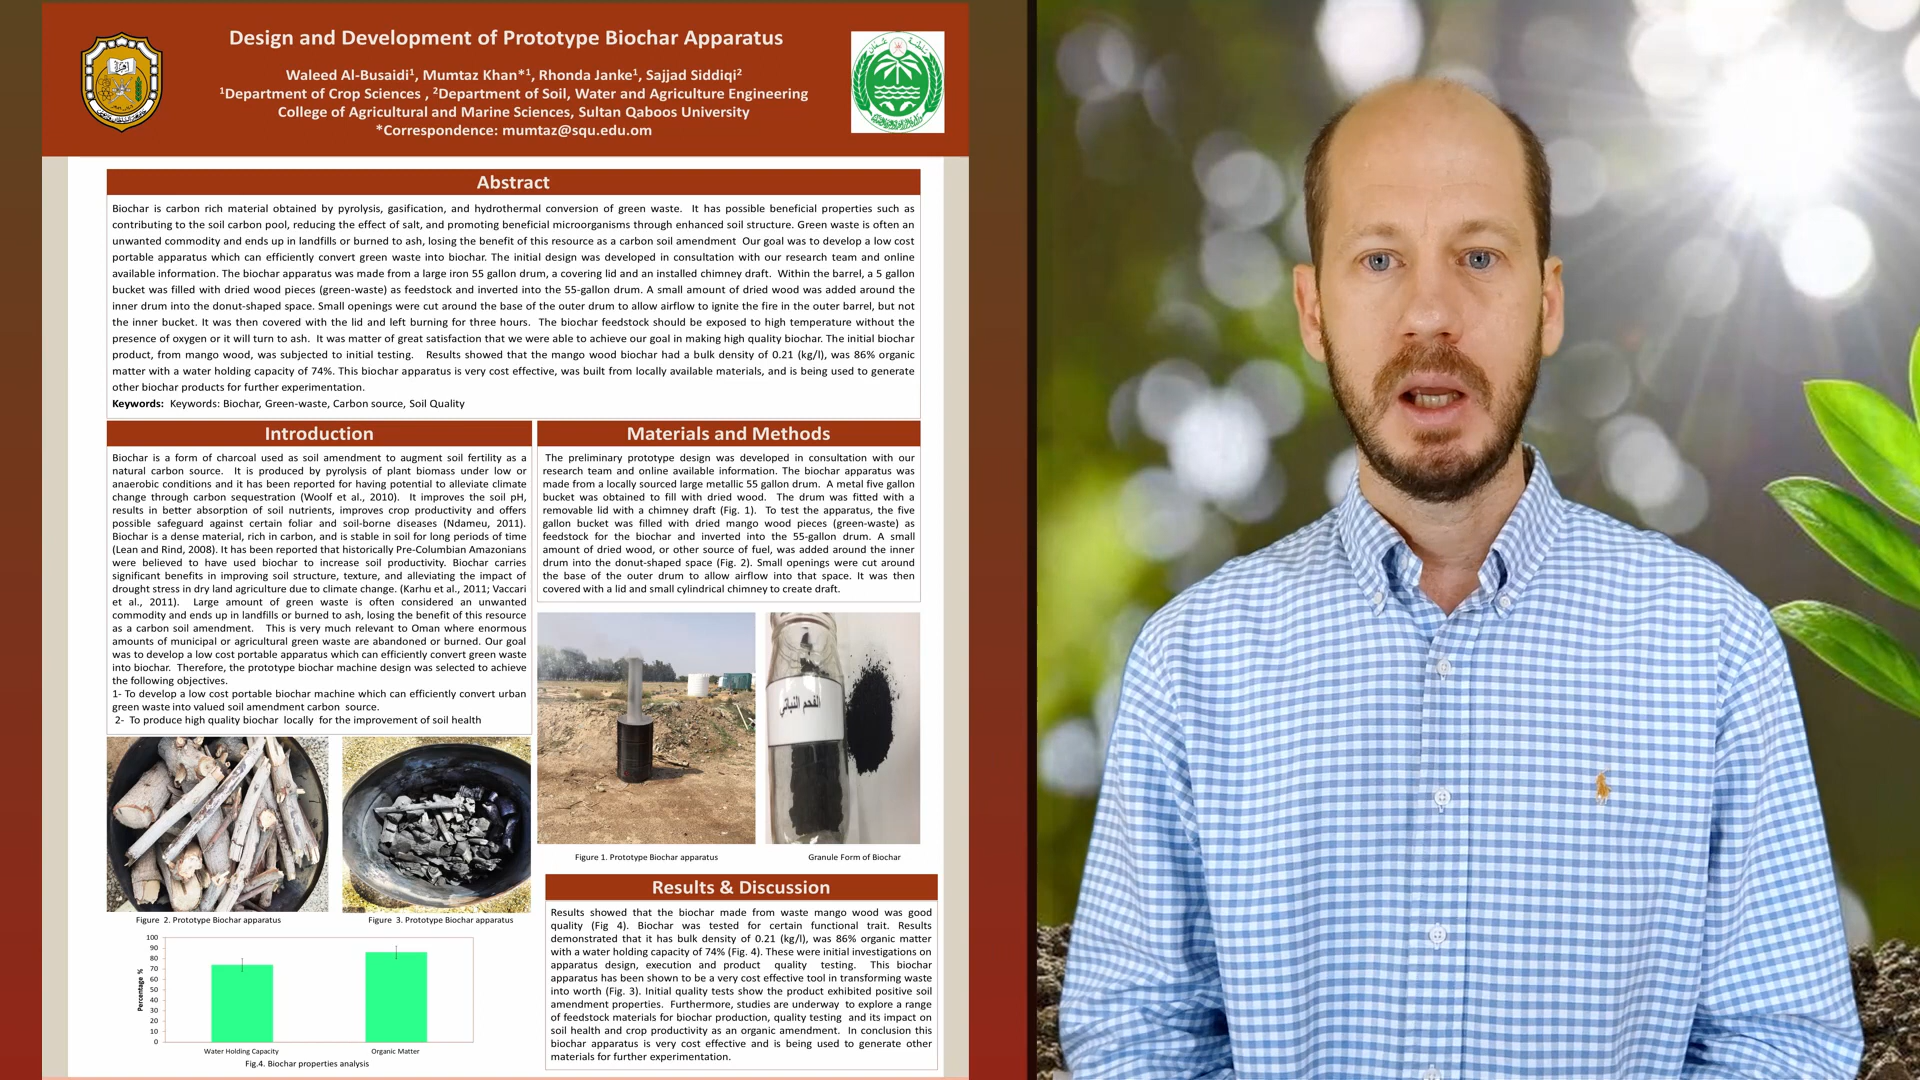 Design and Development of Prototype Biochar Apparatus
Waleed Al-Busaidi¹, Mumtaz Khan*¹, Rhonda Janke¹, Sajjad Siddiqi²
¹Department of Crop Sciences , ²Department of Soil, Water and Agriculture Engineering
College of Agricultural and Marine Sciences, Sultan Qaboos University
*Correspondence: mumtaz@squ.edu.om
Abstract
Biochar is carbon rich material obtained by pyrolysis, gasification, and hydrothermal conversion of green waste. It has possible beneficial properties such as
contributing to the soil carbon pool, reducing the effect of salt, and promoting beneficial microorganisms through enhanced soil structure. Green waste is often an
unwanted commodity and ends up in landfills or burned to ash, losing the benefit of this resource as a carbon soil amendment Our goal was to develop a low cost
portable apparatus which can efficiently convert green waste into biochar. The initial design was developed in consultation with our research team and online
available information. The biochar apparatus was made from a large iron 55 gallon drum, a covering lid and an installed chimney draft. Within the barrel, a 5 gallon
bucket was filled with dried wood pieces (green-waste) as feedstock and inverted into the 55-gallon drum. A small amount of dried wood was added around the
inner drum into the donut-shaped space. Small openings were cut around the base of the outer drum to allow airflow to ignite the fire in the outer barrel, but not
the inner bucket. It was then covered with the lid and left burning for three hours. The biochar feedstock should be exposed to high temperature without the
presence of oxygen or it will turn to ash. It was matter of great satisfaction that we were able to achieve our goal in making high quality biochar. The initial biochar
product, from mango wood, was subjected to initial testing. Results showed that the mango wood biochar had a bulk density of 0.21 (kg/l), was 86% organic
matter with a water holding capacity of 74%. This biochar apparatus is very cost effective, was built from locally available materials, and is being used to generate
other biochar products for further experimentation.
Keywords: Keywords: Biochar, Green-waste, Carbon source, Soil Quality
Introduction
Biochar is a form of charcoal used as soil amendment to augment soil fertility as a
natural carbon source. It is produced by pyrolysis of plant biomass under low or
anaerobic conditions and it has been reported for having potential to alleviate climate
change through carbon sequestration (Woolf et al., 2010). It improves the soil pH,
results in better absorption of soil nutrients, improves crop productivity and offers
possible safeguard against certain foliar and soil-borne diseases (Ndameu, 2011).
Biochar is a dense material, rich in carbon, and is stable in soil for long periods of time
(Lean and Rind, 2008). It has been reported that historically Pre-Columbian Amazonians
were believed to have used biochar to increase soil productivity. Biochar carries
significant benefits in improving soil structure, texture, and alleviating the impact of
drought stress in dry land agriculture due to climate change. (Karhu et al., 2011; Vaccari
et al., 2011). Large amount of green waste is often considered an unwanted
commodity and ends up in landfills or burned to ash, losing the benefit of this resource
as a carbon soil amendment. This is very much relevant to Oman where enormous
amounts of municipal or agricultural green waste are abandoned or burned. Our goal
was to develop a low cost portable apparatus which can efficiently convert green waste
into biochar. Therefore, the prototype biochar machine design was selected to achieve
the following objectives.
1- To develop a low cost portable biochar machine which can efficiently convert urban
green waste into valued soil amendment carbon source.
2- To produce high quality biochar locally for the improvement of soil health
Materials and Methods
The preliminary prototype design was developed in consultation with our
research team and online available information. The biochar apparatus was
made from a locally sourced large metallic 55 gallon drum. A metal five gallon
bucket was obtained to fill with dried wood. The drum was fitted with a
removable lid with a chimney draft (Fig. 1). To test the apparatus, the five
gallon bucket was filled with dried mango wood pieces (green-waste) as
feedstock for the biochar and inverted into the 55-gallon drum. A small
amount of dried wood, or other source of fuel, was added around the inner
drum into the donut-shaped space (Fig. 2). Small openings were cut around
the base of the outer drum to allow airflow into that space. It was then
covered with a lid and small cylindrical chimney to create draft.
الفحم النباتي
Figure 1. Prototype Biochar apparatus
Granule Form of Biochar
Figure 2. Prototype Biochar apparatus
Figure 3. Prototype Biochar apparatus
Percentage %
100
90
80
70
60
50
40
30
20
10
0
Water Holding Capacity
Organic Matter
Fig.4. Biochar properties analysis
Results & Discussion
Results showed that the biochar made from waste mango wood was good
quality (Fig 4). Biochar was tested for certain functional trait. Results
demonstrated that it has bulk density of 0.21 (kg/l), was 86% organic matter
with a water holding capacity of 74% (Fig. 4). These were initial investigations on
apparatus design, execution and product quality testing. This biochar
apparatus has been shown to be a very cost effective tool in transforming waste
into worth (Fig. 3). Initial quality tests show the product exhibited positive soil
amendment properties. Furthermore, studies are underway to explore a range
of feedstock materials for biochar production, quality testing and its impact on
soil health and crop productivity as an organic amendment. In conclusion this
biochar apparatus is very cost effective and is being used to generate other
materials for further experimentation.